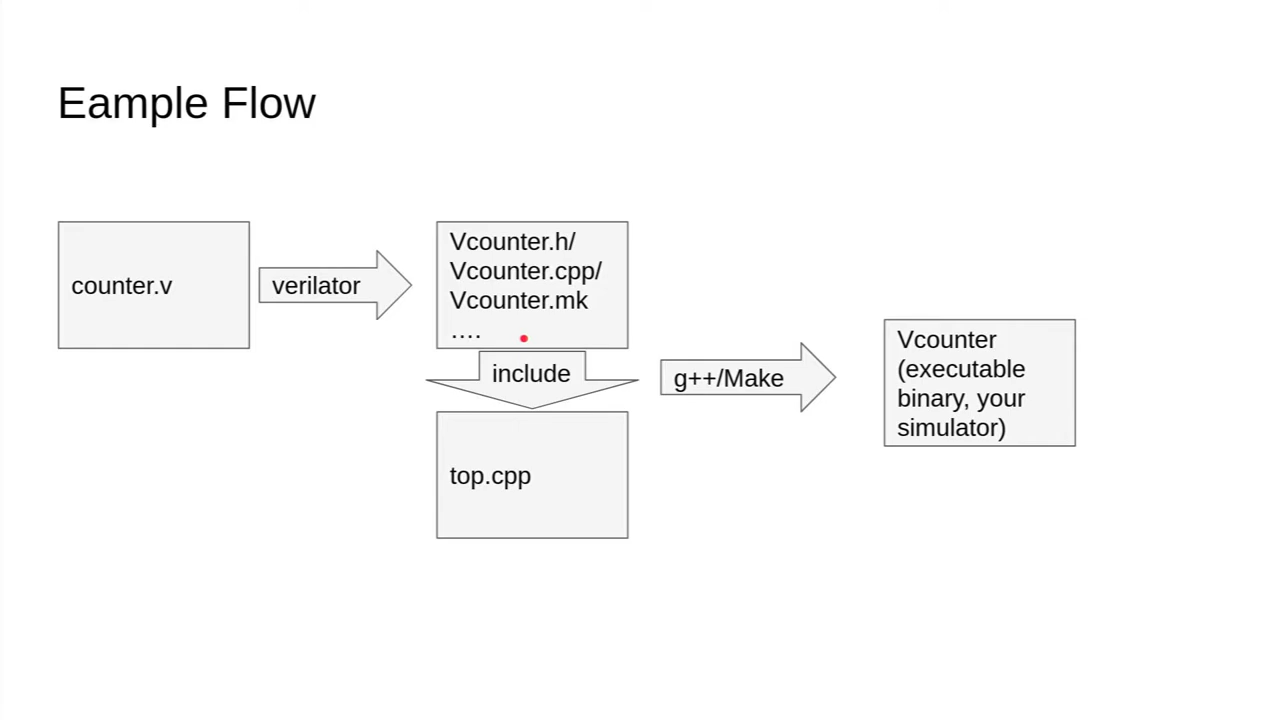 Eample Flow
counter.v
verilator
Vcounter.h/
Vcounter.cpp/
Vcounter.mk
....
include
top.cpp
g++/Make
Vcounter
(executable
binary, your
simulator)